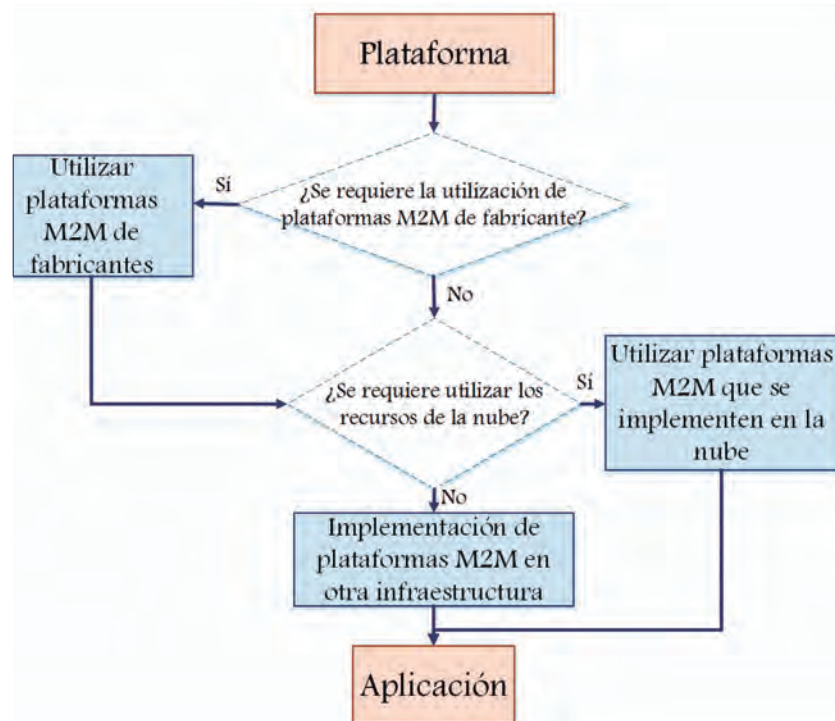 Plataforma
¿Se requiere la utilización de
plataformas M2M de fabricante?
Sí
Utilizar
plataformas
M2M de
fabricantes
No
¿Se requiere utilizar los
recursos de la nube?
Sí
Utilizar plataformas
M2M que se
implementen en la
nube
No
Implementación de
plataformas M2M en
otra infraestructura
Aplicación